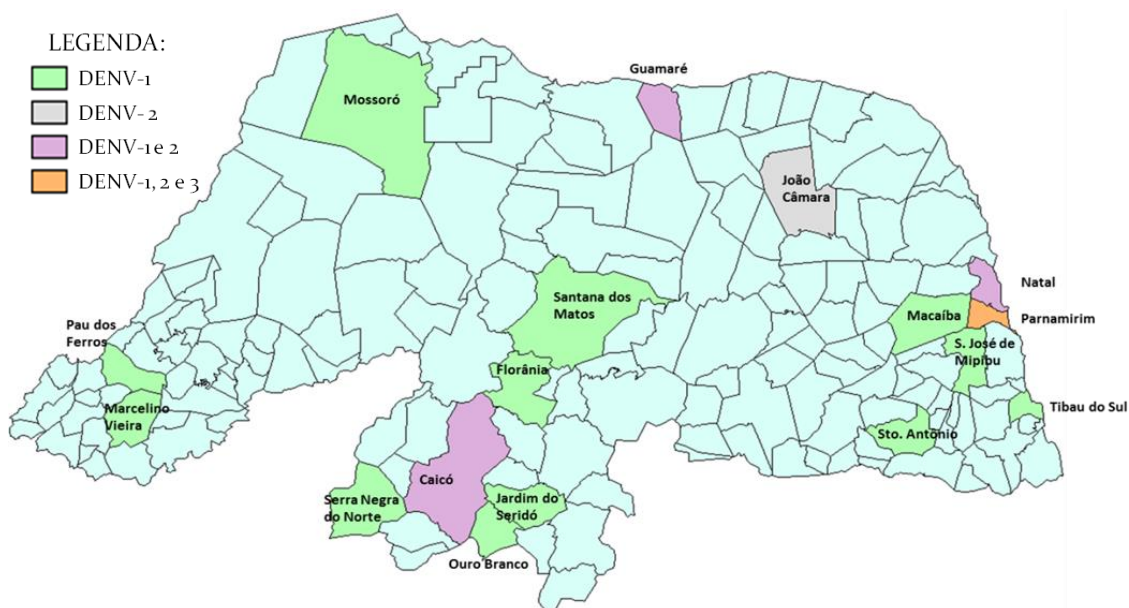 LEGENDA:
DENV-1
DENV- 2
DENV-1 e 2
DENV-1, 2 e 3
Mossoró
Guamaré
João
Câmara
Santana dos
Matos
Natal
Macaíba
Parnamirim
S. José de
Mipibu
Pau dos
Ferros
Florânia
Marcelino
Vieira
Tibau do Sul
Sto. Antônio
Caicó
Serra Negra
do Norte
Jardim do
Seridó
Ouro Branco